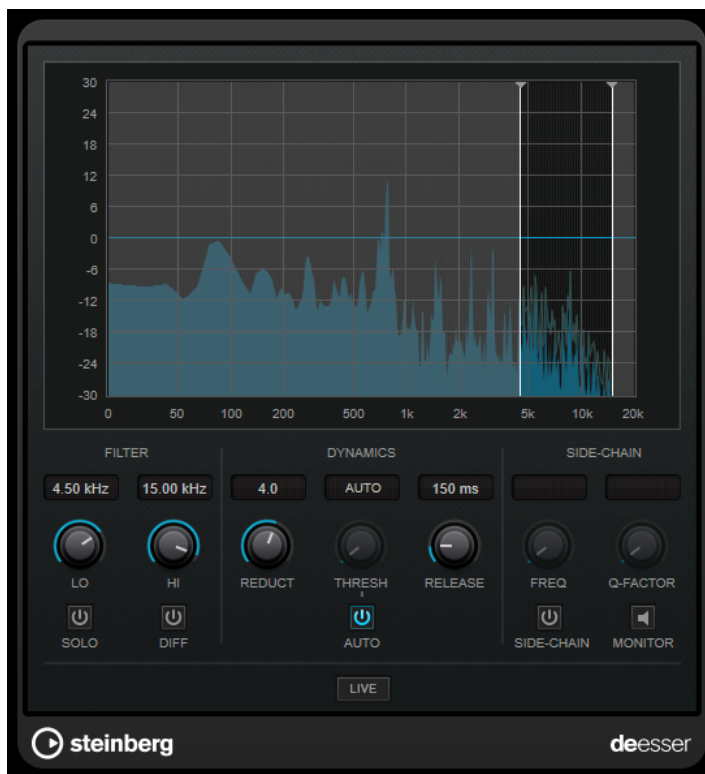 30
24
18
12
6
0
-6
-12
-18
-24
-30
0 50 100 200 500 1k 2k 5k 10k 20k
FILTER DYNAMICS SIDE-CHAIN
4.50 kHz 15.00 kHz 4.0 AUTO 150 ms
LO HI REDUCT THRESH RELEASE FREQ Q-FACTOR
SOLO DIFF AUTO SIDE-CHAIN MONITOR
LIVE
steinberg deesser